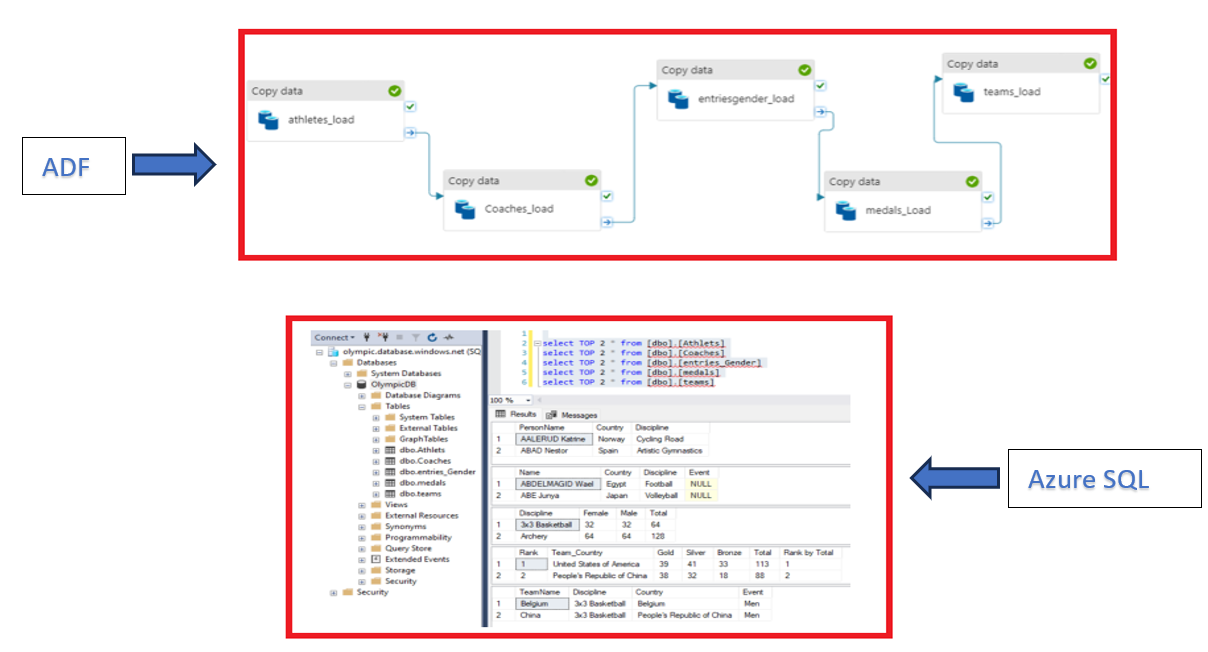 Copy data
athletes_load
Copy data
Coaches_load
Copy data
entriesgender_load
Copy data
medals_Load
Copy data
teams_load
ADF
Connect
olympic.database.windows.net (SQ
Databases
System Databases
OlympicDB
Database Diagrams
Tables
System Tables
External Tables
GraphTables
dbo.Athlets
dbo.Coaches
dbo.entries_Gender
dbo.medals
dbo.teams
Views
External Resources
Synonyms
Programmability
Query Store
Extended Events
Storage
Security
Security
1
2 select TOP 2 * from [dbo].[Athlets]
3 select TOP 2 * from [dbo].[Coaches]
4 select TOP 2 * from [dbo].[entries_Gender]
5 select TOP 2 * from [dbo].[medals]
6 select TOP 2 * from [dbo].[teams]
100 %
Results Messages
PersonName Country Discipline
1 AALERUD Katrine Norway Cycling Road
2 ABAD Nestor Spain Artistic Gymnastics
Name Country Discipline Event
1 ABDELMAGID Wael Egypt Football NULL
2 ABE Junya Japan Volleyball NULL
Discipline Female Male Total
1 3x3 Basketball 32 32 64
2 Archery 64 64 128
Rank Team_Country Gold Silver Bronze Total Rank by Total
1 1 United States of America 39 41 33 113 1
2 2 People's Republic of China 38 32 18 88 2
TeamName Discipline Country Event
1 Belgium 3x3 Basketball Belgium Men
2 China 3x3 Basketball People's Republic of China Men
Azure SQL